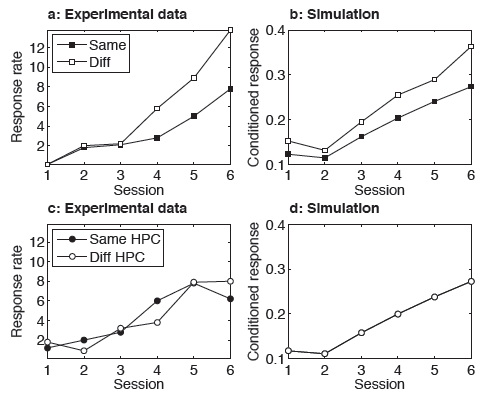 a: Experimental data
b: Simulation
Response rate
12
10
8
6
4
2
Same
Diff
1 2 3 4 5 6
Session
Conditioned response
0.4
0.3
0.2
0.1
1 2 3 4 5 6
Session
c: Experimental data
d: Simulation
Response rate
12
10
8
6
4
2
Same HPC
Diff HPC
1 2 3 4 5 6
Session
Conditioned response
0.4
0.3
0.2
0.1
1 2 3 4 5 6
Session